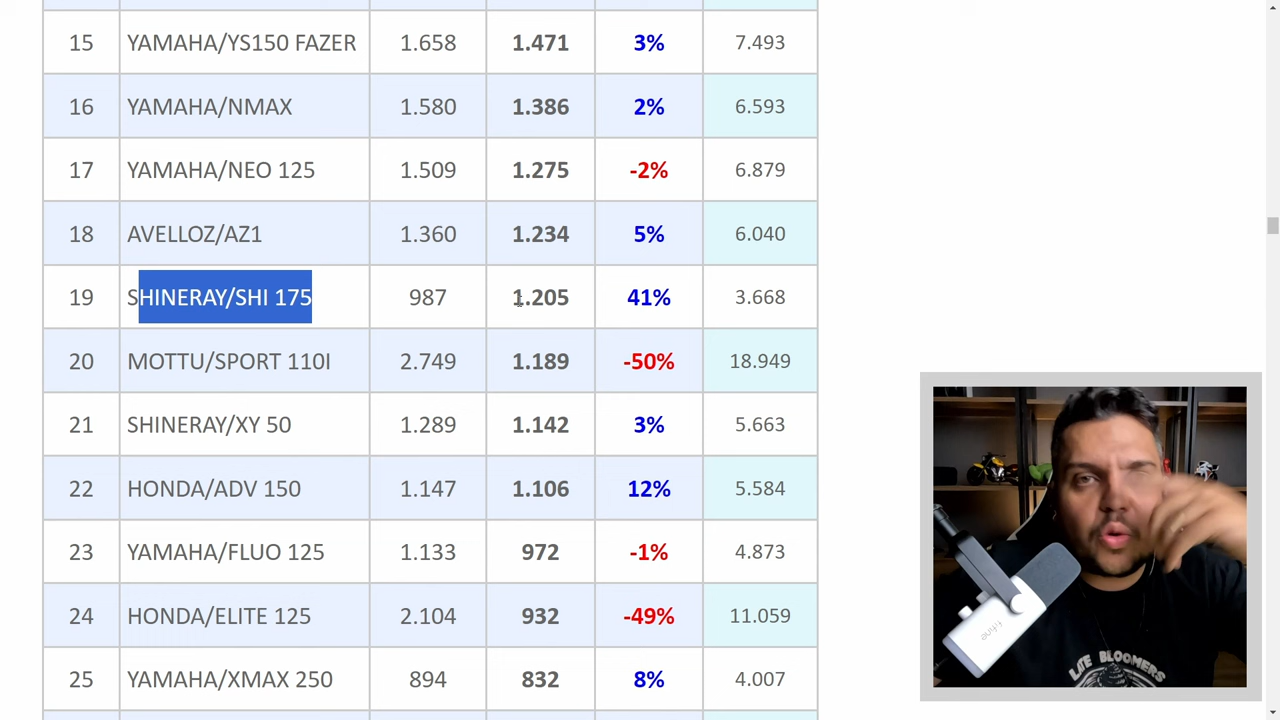 15 YAMAHA/YS150 FAZER 1.658 1.471 3% 7.493
16 YAMAHA/NMAX 1.580 1.386 2% 6.593
17 YAMAHA/NEO 125 1.509 1.275 -2% 6.879
18 AVELLOZ/AZ1 1.360 1.234 5% 6.040
19 SHINERAY/SHI 175 987 1.205 41% 3.668
20 MOTTU/SPORT 110I 2.749 1.189 -50% 18.949
21 SHINERAY/XY 50 1.289 1.142 3% 5.663
22 HONDA/ADV 150 1.147 1.106 12% 5.584
23 YAMAHA/FLUO 125 1.133 972 -1% 4.873
24 HONDA/ELITE 125 2.104 932 -49% 11.059
25 YAMAHA/XMAX 250 894 832 8% 4.007
LATE BLOOMERS